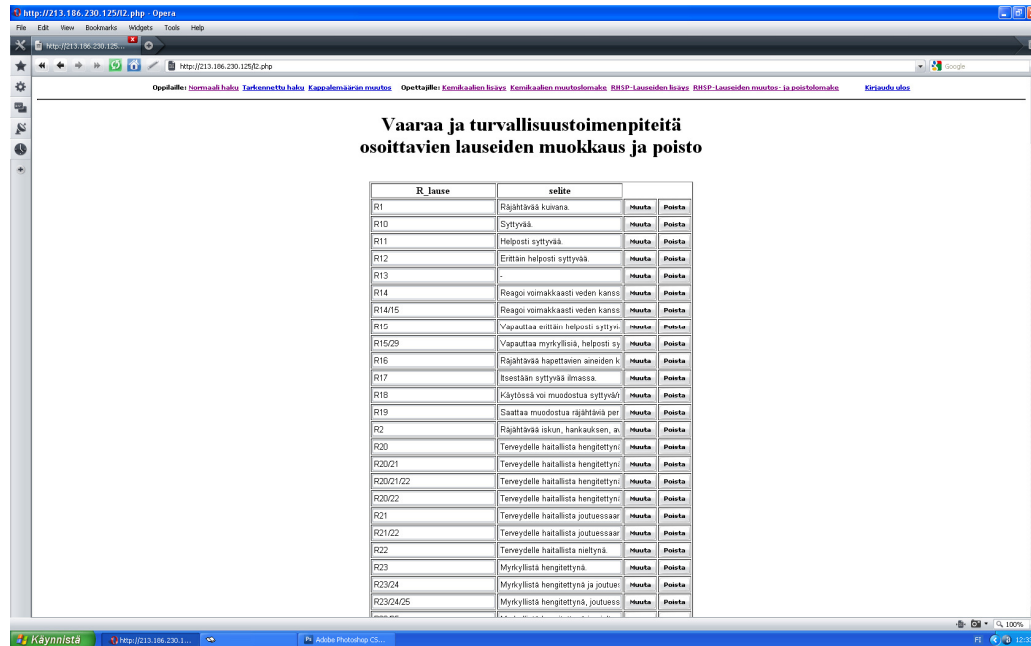 http://213.186.230.125/l2.php - Opera
File Edit View Bookmarks Widgets Tools Help
http://213.186.230.125...
http://213.186.230.125/l2.php
Google
Oppilaille: Normaali haku Tarkennettu haku Kappalemäärän muutos Opettajille: Kemikaalien lisäys Kemikaalien muutoslomake RHSP-Lauseiden lisäys RHSP-Lauseiden muutos- ja poistolomake Kirjaudu ulos
Vaaraa ja turvallisuustoimenpiteitä
osoittavien lauseiden muokkaus ja poisto
R_lause selite
R1 Räjähtävää kuivana. Muuta Poista
R10 Syttyvää. Muuta Poista
R11 Helposti syttyvää. Muuta Poista
R12 Erittäin helposti syttyvää. Muuta Poista
R13 - Muuta Poista
R14 Reagoi voimakkaasti veden kanss Muuta Poista
R14/15 Reagoi voimakkaasti veden kanss Muuta Poista
R15 Vapauttaa erittäin helposti syttyvi Muuta Poista
R15/29 Vapauttaa myrkyllisiä, helposti sy Muuta Poista
R16 Räjähtävää hapettavien aineiden k Muuta Poista
R17 Itsestään syttyvää ilmassa. Muuta Poista
R18 Käytössä voi muodostua syttyvä/r Muuta Poista
R19 Saattaa muodostua räjähtäviä per Muuta Poista
R2 Räjähtävää iskun, hankauksen, av Muuta Poista
R20 Terveydelle haitallista hengitettynä Muuta Poista
R20/21 Terveydelle haitallista hengitettynä Muuta Poista
R20/21/22 Terveydelle haitallista hengitettynä Muuta Poista
R20/22 Terveydelle haitallista hengitettynä Muuta Poista
R21 Terveydelle haitallista joutuessaar Muuta Poista
R21/22 Terveydelle haitallista joutuessaar Muuta Poista
R22 Terveydelle haitallista nieltynä. Muuta Poista
R23 Myrkyllistä hengitettynä. Muuta Poista
R23/24 Myrkyllistä hengitettynä ja joutues Muuta Poista
R23/24/25 Myrkyllistä hengitettynä, joutuess Muuta Poista
100%
Käynnistä http://213.186.230.1... Adobe Photoshop CS... FI 12:3